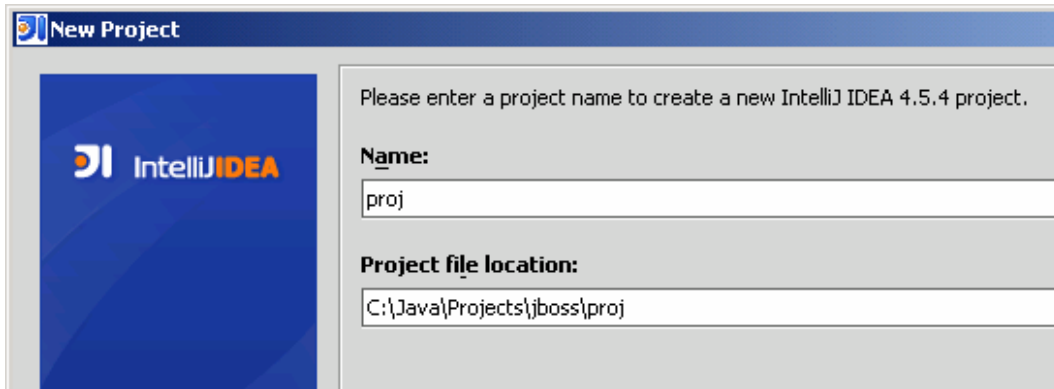 New Project
IntelliJIDEA
Please enter a project name to create a new IntelliJ IDEA 4.5.4 project.
Name:
proj
Project file location:
C:\Java\Projects\jboss\proj